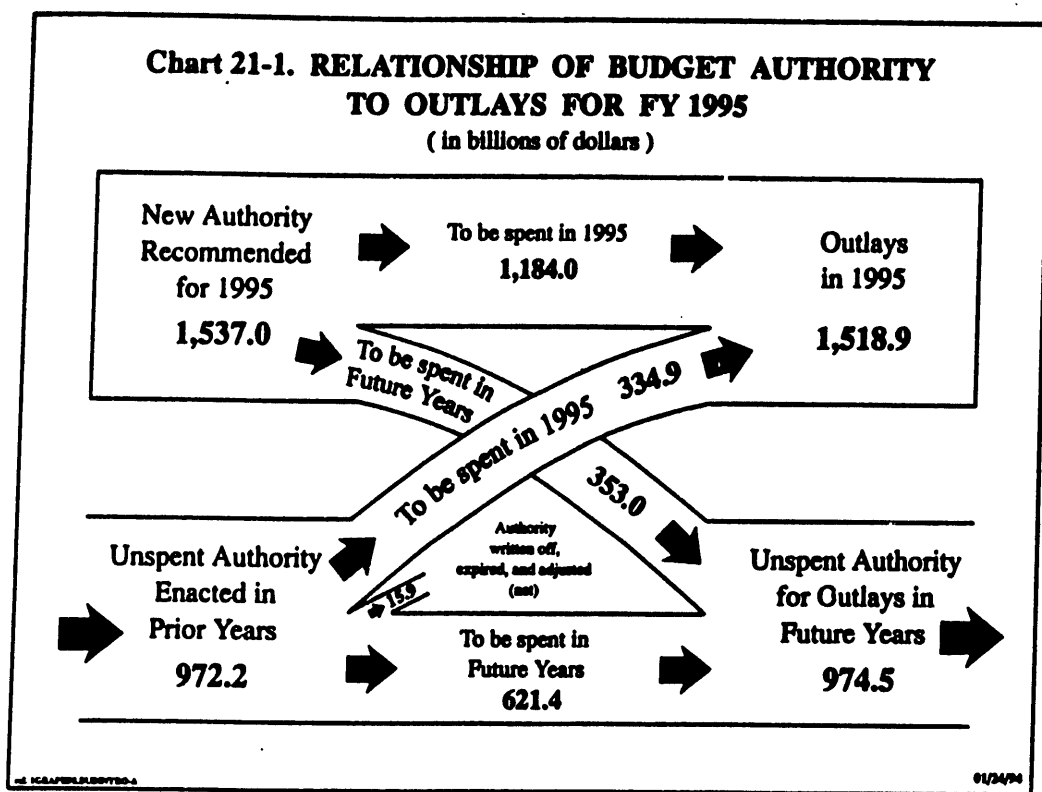 Chart 21-1. RELATIONSHIP OF BUDGET AUTHORITY
TO OUTLAYS FOR FY 1995
( in billions of dollars )
New Authority
Recommended
for 1995
1,537.0
To be spent in 1995
1,184.0
Outlays
in 1995
1,518.9
To be spent in
Future Years
353.0
To be spent in 1995 334.9
Unspent Authority
Enacted in
Prior Years
972.2
15.9
Authority
written off,
expired, and adjusted
(net)
To be spent in
Future Years
621.4
Unspent Authority
for Outlays in
Future Years
974.5
01/24/94